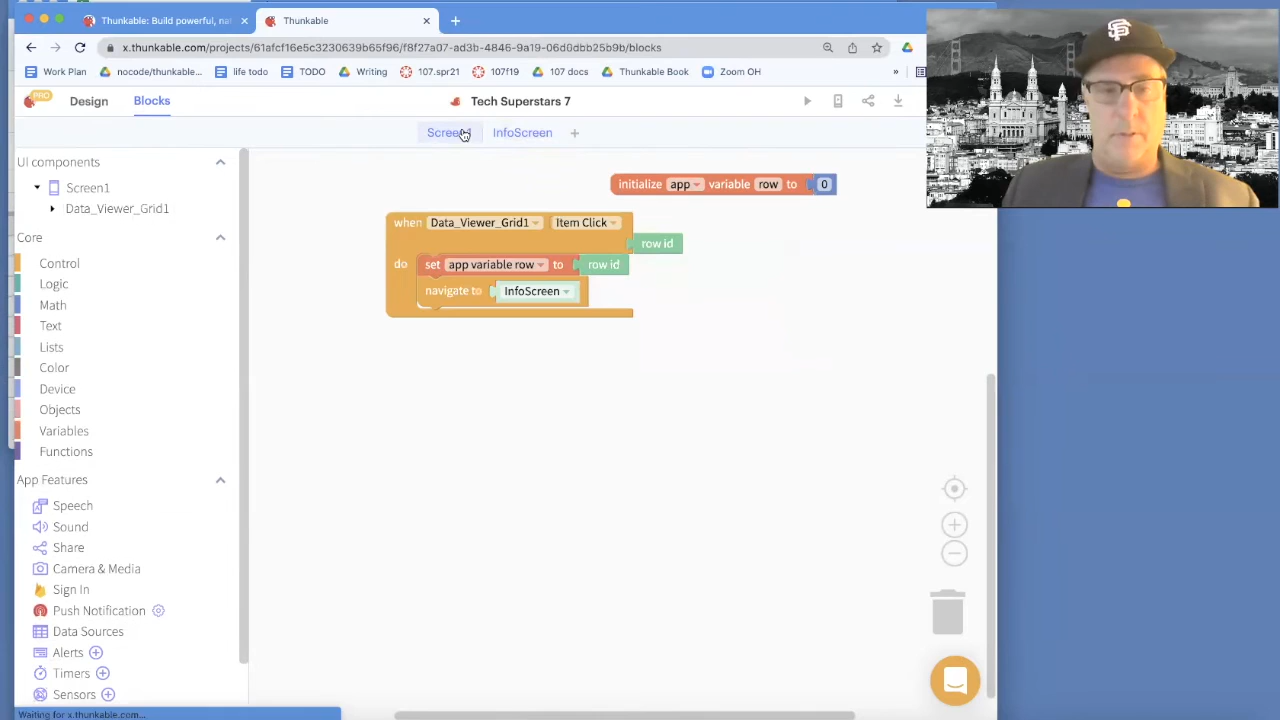 Thunkable: Build powerful, nat
Thunkable
x.thunkable.com/projects/61afcf16e5c3230639b65f96/f8f27a07-ad3b-4846-9a19-06d0dbb25b9b/blocks
Work Plan
nocode/thunkable...
life todo
TODO
Writing
107.spr21
107f19
107 docs
Thunkable Book
Zoom OH
»
PRO
Design
Blocks
Tech Superstars 7
InfoScreen
UI components
Screen1
Data_Viewer_Grid1
Core
Control
Logic
Math
Text
Lists
Color
Device
Objects
Variables
Functions
App Features
Speech
Sound
Share
Camera & Media
Sign In
Push Notification
Data Sources
Alerts
Timers
Sensors
initialize app variable row to 0
when Data_Viewer_Grid1 Item Click
row id
do set app variable row to row id
navigate to InfoScreen
Waiting for x.thunkable.com...
SF